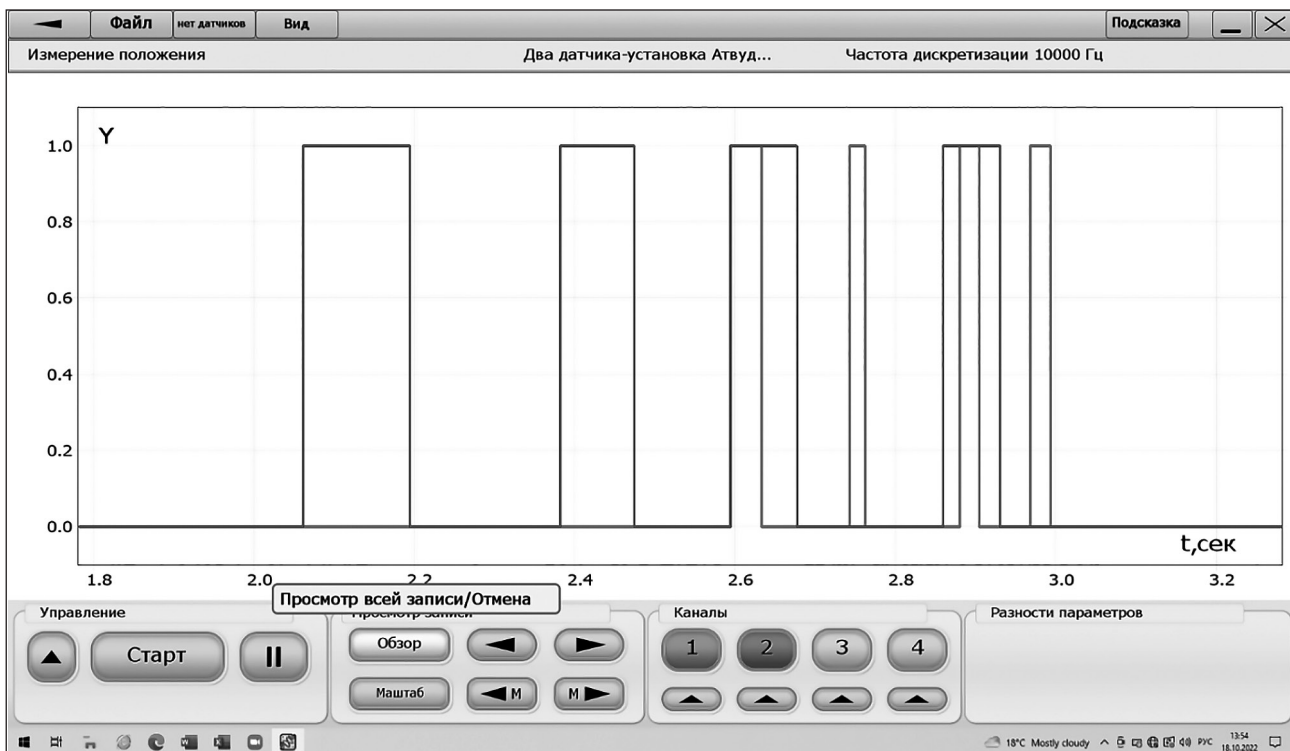 Файл нет датчиков Вид Подсказка
Измерение положения Два датчика-установка Атвуд... Частота дискретизации 10000 Гц
Y
1.0
0.8
0.6
0.4
0.2
0.0
t,сек
1.8 2.0 2.2 2.4 2.6 2.8 3.0 3.2
Просмотр всей записи/Отмена
Управление Просмотр записи Каналы Разности параметров
Старт Обзор 1 2 3 4
Маштаб М М
18°C Mostly cloudy РУС 13:54
18.10.2022